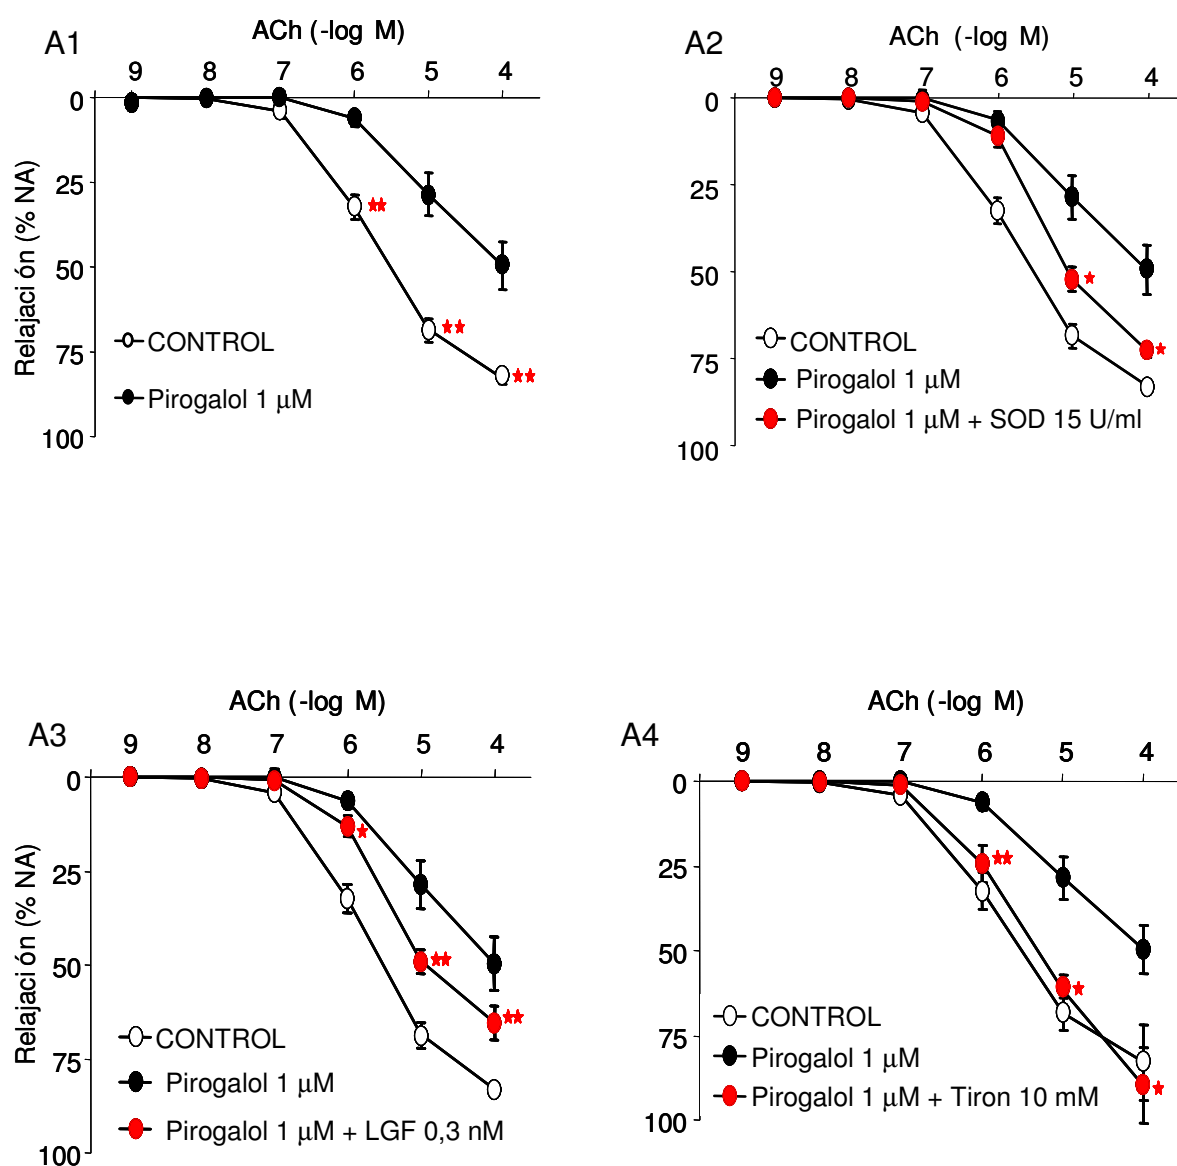 A1
ACh (-log M)
9 8 7 6 5 4
0
25
50
75
100
Relajaci ón (% NA)
CONTROL
Pirogalol 1 μM
A2
ACh (-log M)
9 8 7 6 5 4
0
25
50
75
100
CONTROL
Pirogalol 1 μM
Pirogalol 1 μM + SOD 15 U/ml
A3
ACh (-log M)
9 8 7 6 5 4
0
25
50
75
100
Relajaci ón (% NA)
CONTROL
Pirogalol 1 μM
Pirogalol 1 μM + LGF 0,3 nM
A4
ACh (-log M)
9 8 7 6 5 4
0
25
50
75
100
CONTROL
Pirogalol 1 μM
Pirogalol 1 μM + Tiron 10 mM